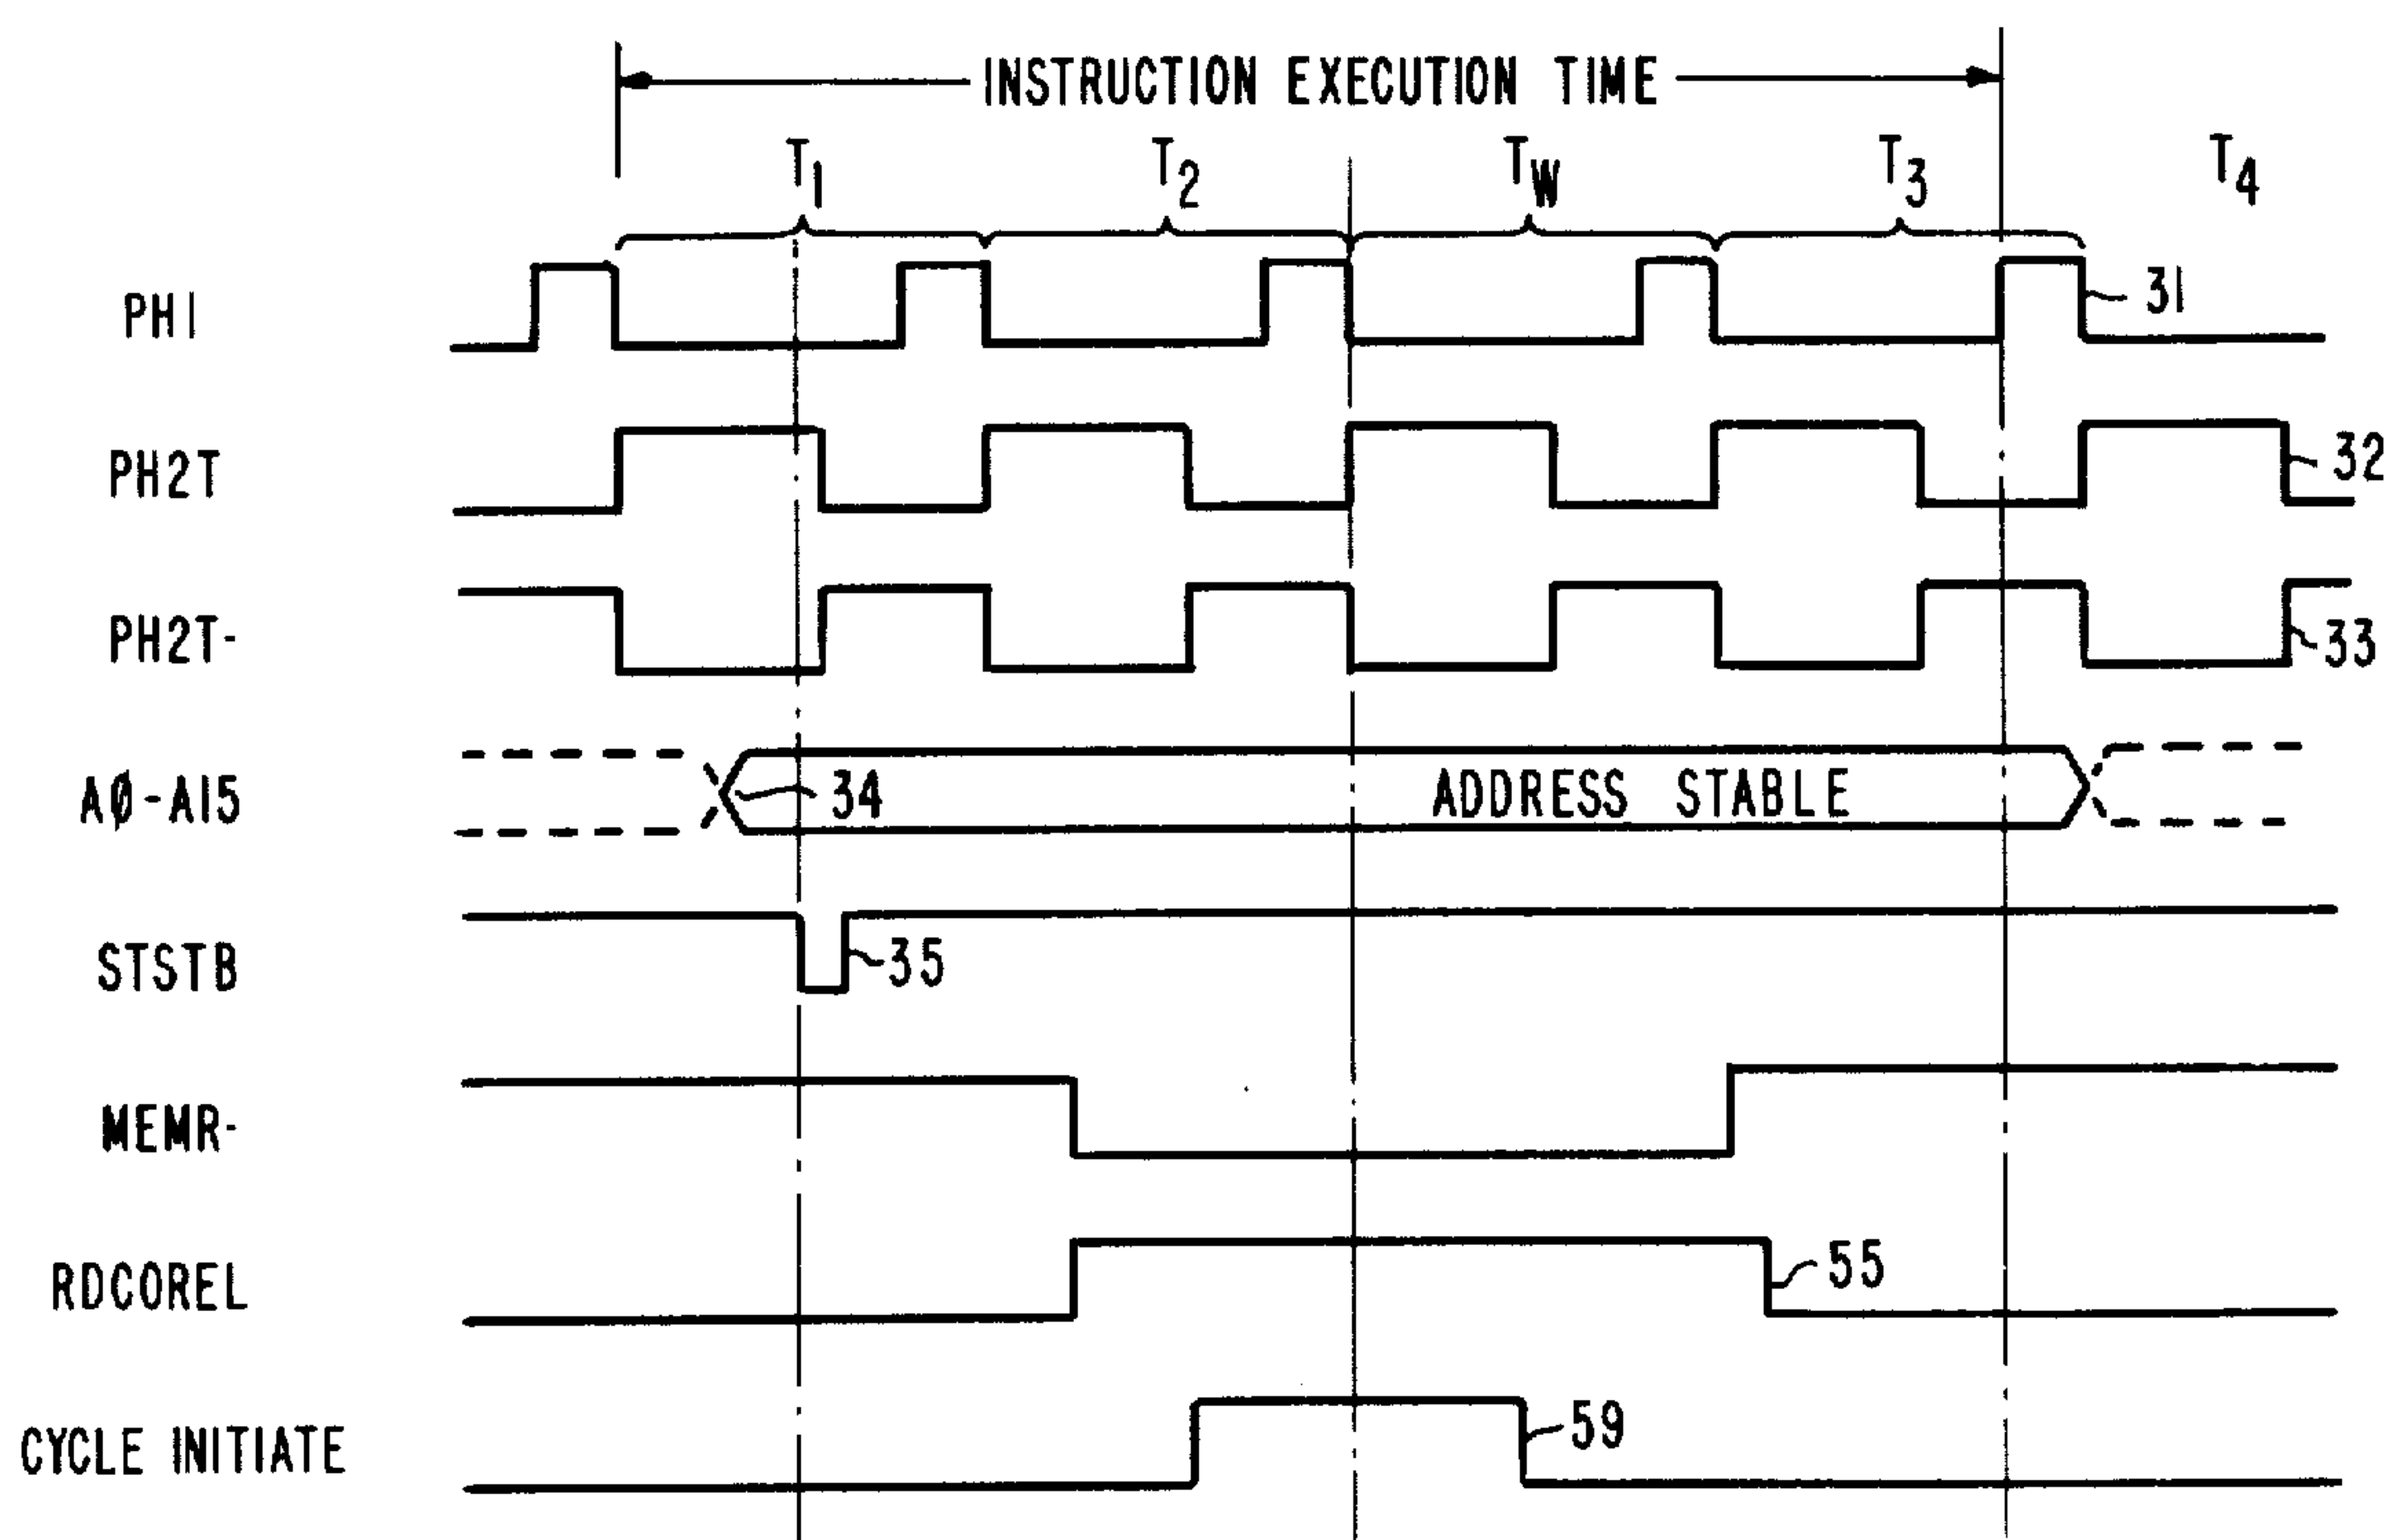 INSTRUCTION EXECUTION TIME
T1 T2 TW T3 T4
PH1 31
PH2T 32
PH2T- 33
AØ-A15 34 ADDRESS STABLE
STSTB 35
MEMR-
RDCOREL 55
CYCLE INITIATE 59